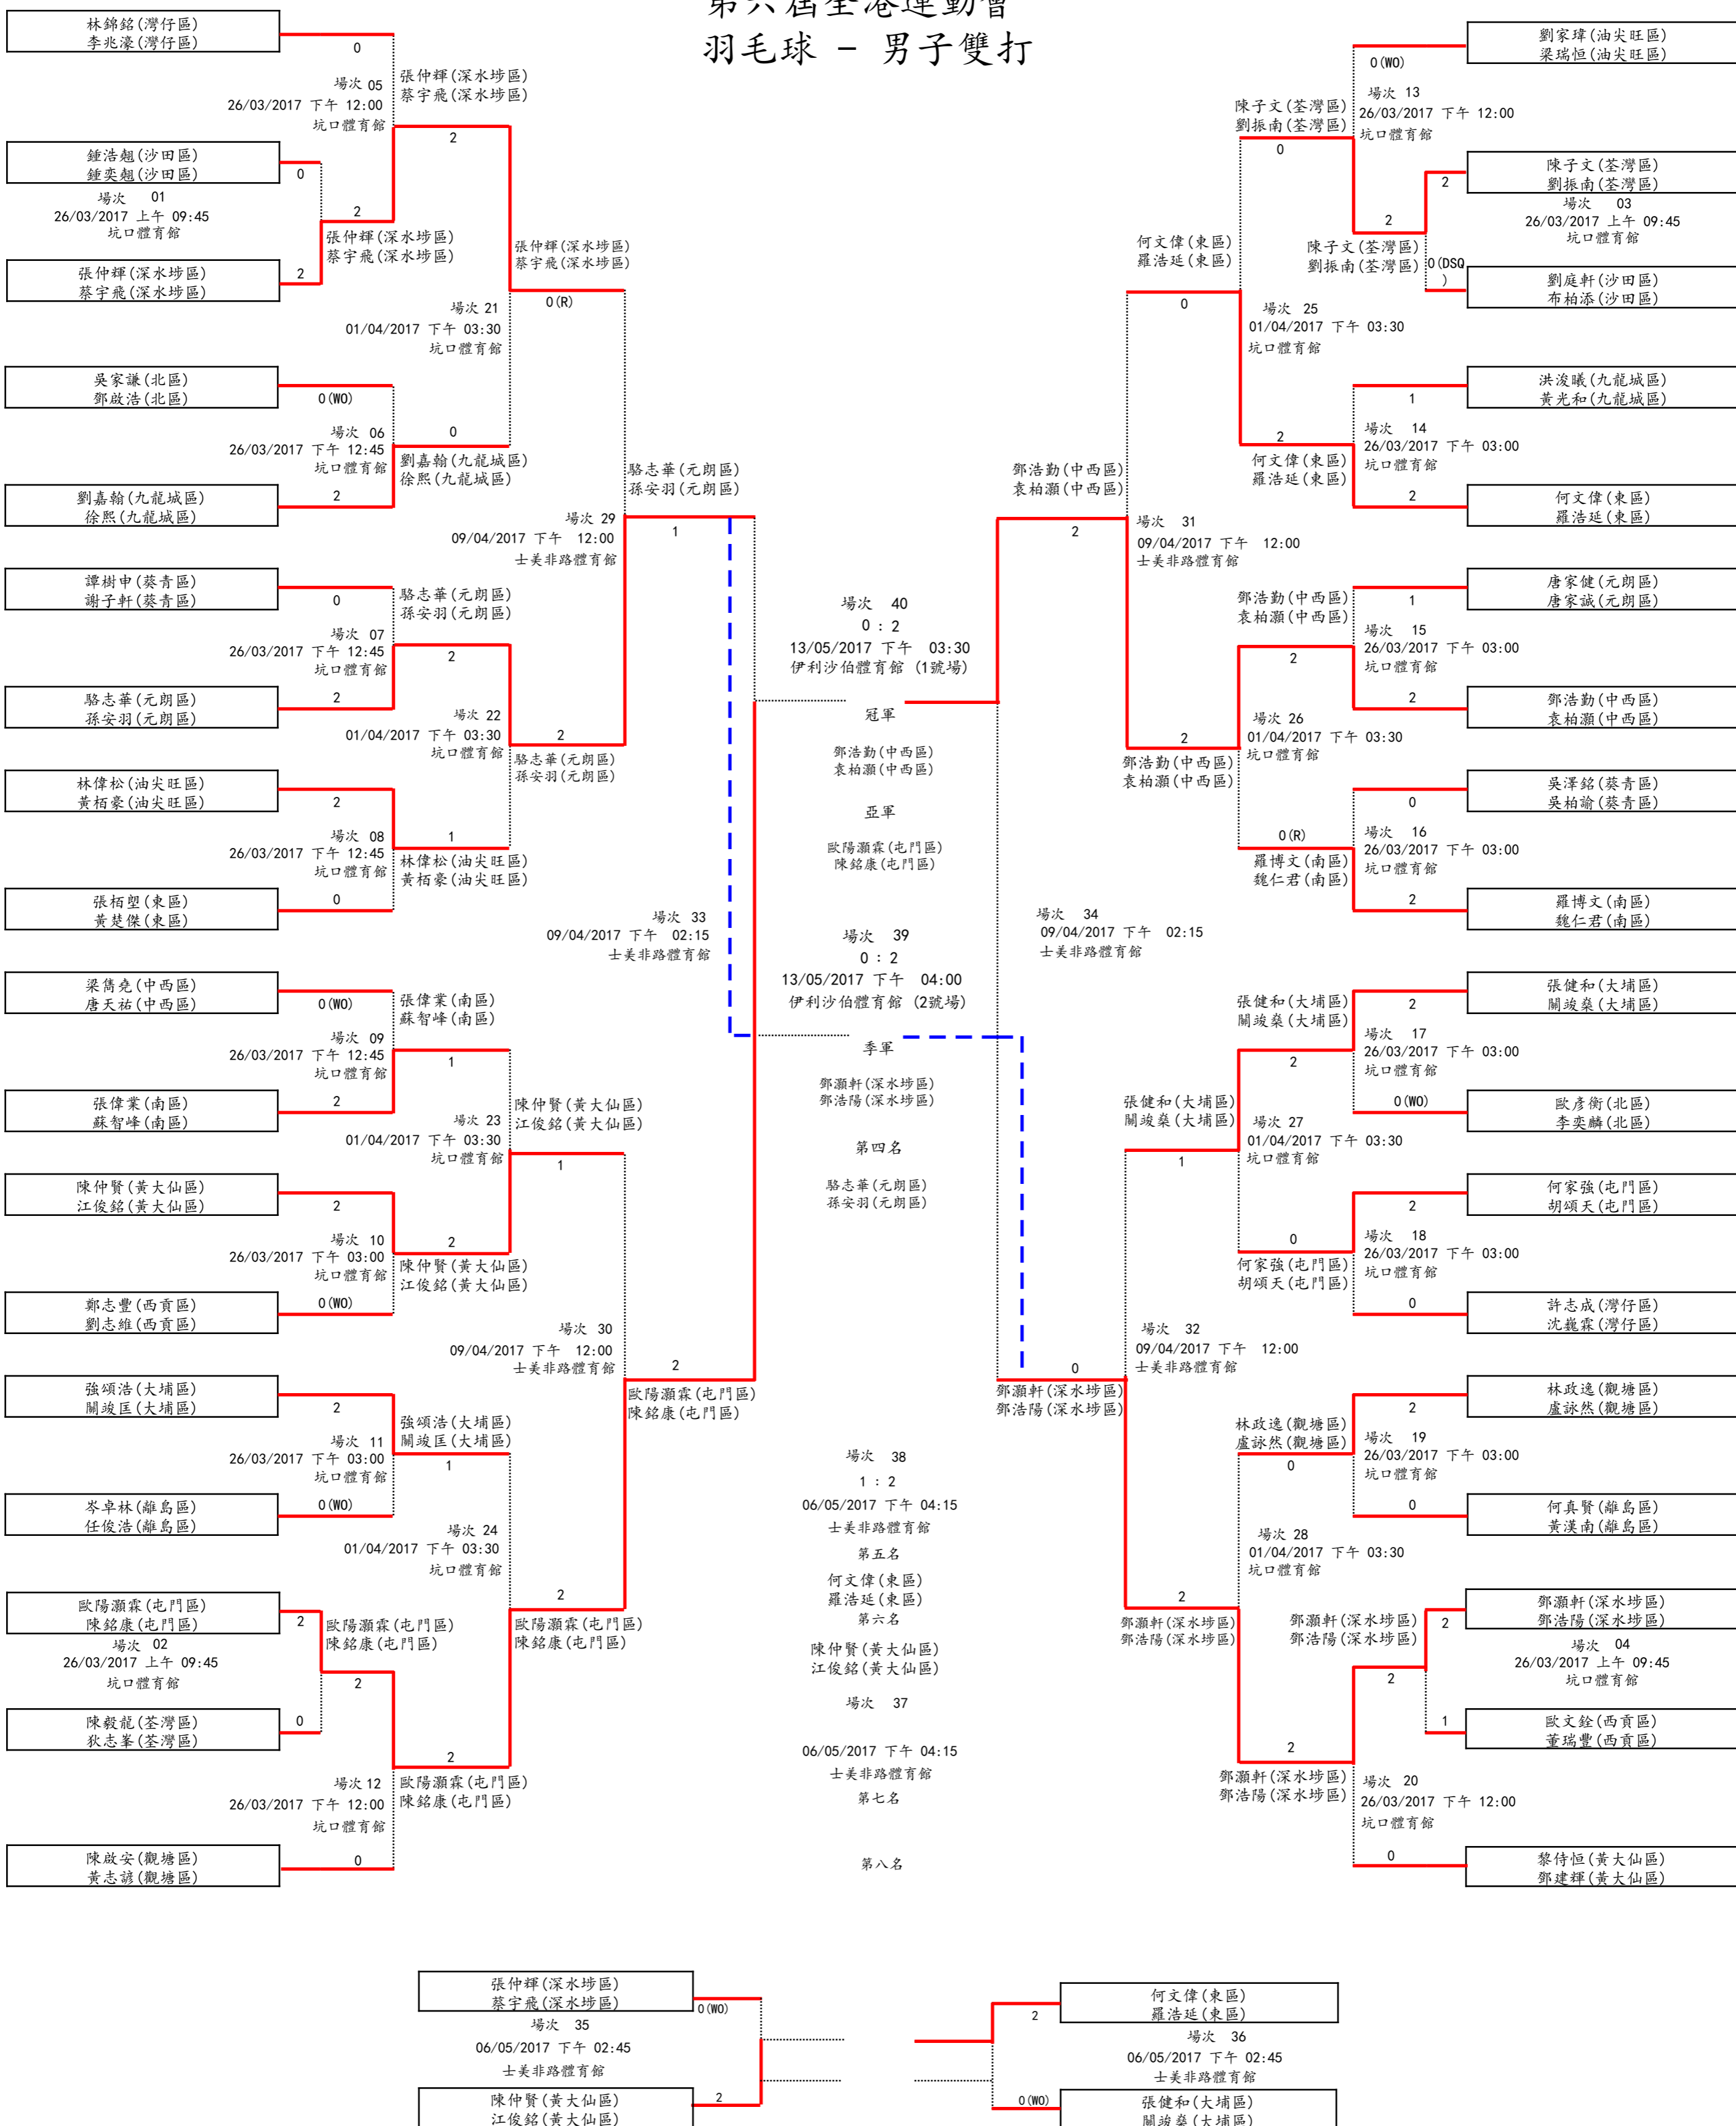 第六屆全港運動會
羽毛球 – 男子雙打
林錦銘(灣仔區)
李兆濠(灣仔區)
0
場次 05
26/03/2017 下午 12:00
坑口體育館
張仲輝(深水埗區)
蔡宇飛(深水埗區)
2
鍾浩翹(沙田區)
鍾奕翹(沙田區)
0
場次 01
26/03/2017 上午 09:45
坑口體育館
2
張仲輝(深水埗區)
蔡宇飛(深水埗區)
張仲輝(深水埗區)
蔡宇飛(深水埗區)
2
張仲輝(深水埗區)
蔡宇飛(深水埗區)
0(R)
場次 21
01/04/2017 下午 03:30
坑口體育館
吳家謙(北區)
鄧啟浩(北區)
0(WO)
場次 06
26/03/2017 下午 12:45
坑口體育館
0
劉嘉翰(九龍城區)
徐熙(九龍城區)
劉嘉翰(九龍城區)
徐熙(九龍城區)
2
駱志華(元朗區)
孫安羽(元朗區)
1
場次 29
09/04/2017 下午 12:00
士美非路體育館
譚樹申(葵青區)
謝子軒(葵青區)
0
場次 07
26/03/2017 下午 12:45
坑口體育館
駱志華(元朗區)
孫安羽(元朗區)
2
駱志華(元朗區)
孫安羽(元朗區)
2
場次 22
01/04/2017 下午 03:30
坑口體育館
2
駱志華(元朗區)
孫安羽(元朗區)
林偉松(油尖旺區)
黃栢豪(油尖旺區)
2
場次 08
26/03/2017 下午 12:45
坑口體育館
1
林偉松(油尖旺區)
黃栢豪(油尖旺區)
張栢塱(東區)
黃楚傑(東區)
0
場次 33
09/04/2017 下午 02:15
士美非路體育館
梁雋堯(中西區)
唐天祐(中西區)
0(WO)
場次 09
26/03/2017 下午 12:45
坑口體育館
張偉業(南區)
蘇智峰(南區)
1
張偉業(南區)
蘇智峰(南區)
2
場次 23
01/04/2017 下午 03:30
坑口體育館
陳仲賢(黃大仙區)
江俊銘(黃大仙區)
1
陳仲賢(黃大仙區)
江俊銘(黃大仙區)
2
場次 10
26/03/2017 下午 03:00
坑口體育館
2
陳仲賢(黃大仙區)
江俊銘(黃大仙區)
鄭志豐(西貢區)
劉志維(西貢區)
0(WO)
場次 30
09/04/2017 下午 12:00
士美非路體育館
2
歐陽灝霖(屯門區)
陳銘康(屯門區)
強頌浩(大埔區)
關竣匡(大埔區)
2
場次 11
26/03/2017 下午 03:00
坑口體育館
強頌浩(大埔區)
關竣匡(大埔區)
1
岑卓林(離島區)
任俊浩(離島區)
0(WO)
場次 24
01/04/2017 下午 03:30
坑口體育館
2
歐陽灝霖(屯門區)
陳銘康(屯門區)
歐陽灝霖(屯門區)
陳銘康(屯門區)
2
場次 02
26/03/2017 上午 09:45
坑口體育館
歐陽灝霖(屯門區)
陳銘康(屯門區)
2
陳毅龍(荃灣區)
狄志峯(荃灣區)
0
2
歐陽灝霖(屯門區)
陳銘康(屯門區)
場次 12
26/03/2017 下午 12:00
坑口體育館
陳啟安(觀塘區)
黃志諺(觀塘區)
0
場次 40
0 : 2
13/05/2017 下午 03:30
伊利沙伯體育館 (1號場)
冠軍
鄧浩勤(中西區)
袁柏灝(中西區)
亞軍
歐陽灝霖(屯門區)
陳銘康(屯門區)
場次 39
0 : 2
13/05/2017 下午 04:00
伊利沙伯體育館 (2號場)
季軍
鄧灝軒(深水埗區)
鄧浩陽(深水埗區)
第四名
駱志華(元朗區)
孫安羽(元朗區)
場次 38
1 : 2
06/05/2017 下午 04:15
士美非路體育館
第五名
何文偉(東區)
羅浩延(東區)
第六名
陳仲賢(黃大仙區)
江俊銘(黃大仙區)
場次 37
06/05/2017 下午 04:15
士美非路體育館
第七名
第八名
劉家瑋(油尖旺區)
梁瑞恒(油尖旺區)
0(WO)
場次 13
26/03/2017 下午 12:00
坑口體育館
陳子文(荃灣區)
劉振南(荃灣區)
0
陳子文(荃灣區)
劉振南(荃灣區)
2
場次 03
26/03/2017 上午 09:45
坑口體育館
2
陳子文(荃灣區)
劉振南(荃灣區)
0(DSQ
)
劉庭軒(沙田區)
布柏添(沙田區)
何文偉(東區)
羅浩延(東區)
0
場次 25
01/04/2017 下午 03:30
坑口體育館
洪浚曦(九龍城區)
黃光和(九龍城區)
1
場次 14
26/03/2017 下午 03:00
坑口體育館
2
何文偉(東區)
羅浩延(東區)
何文偉(東區)
羅浩延(東區)
2
鄧浩勤(中西區)
袁柏灝(中西區)
2
場次 31
09/04/2017 下午 12:00
士美非路體育館
唐家健(元朗區)
唐家誠(元朗區)
1
場次 15
26/03/2017 下午 03:00
坑口體育館
鄧浩勤(中西區)
袁柏灝(中西區)
2
鄧浩勤(中西區)
袁柏灝(中西區)
2
場次 26
01/04/2017 下午 03:30
坑口體育館
2
鄧浩勤(中西區)
袁柏灝(中西區)
吳澤銘(葵青區)
吳柏諭(葵青區)
0
場次 16
26/03/2017 下午 03:00
坑口體育館
0(R)
羅博文(南區)
魏仁君(南區)
羅博文(南區)
魏仁君(南區)
2
場次 34
09/04/2017 下午 02:15
士美非路體育館
張健和(大埔區)
關竣燊(大埔區)
2
場次 17
26/03/2017 下午 03:00
坑口體育館
張健和(大埔區)
關竣燊(大埔區)
2
0(WO)
歐彥衡(北區)
李奕麟(北區)
張健和(大埔區)
關竣燊(大埔區)
1
場次 27
01/04/2017 下午 03:30
坑口體育館
何家強(屯門區)
胡頌天(屯門區)
2
場次 18
26/03/2017 下午 03:00
坑口體育館
0
何家強(屯門區)
胡頌天(屯門區)
0
許志成(灣仔區)
沈巍霖(灣仔區)
場次 32
09/04/2017 下午 12:00
士美非路體育館
0
鄧灝軒(深水埗區)
鄧浩陽(深水埗區)
林政逸(觀塘區)
盧詠然(觀塘區)
2
場次 19
26/03/2017 下午 03:00
坑口體育館
林政逸(觀塘區)
盧詠然(觀塘區)
0
0
何真賢(離島區)
黃漢南(離島區)
場次 28
01/04/2017 下午 03:30
坑口體育館
2
鄧灝軒(深水埗區)
鄧浩陽(深水埗區)
鄧灝軒(深水埗區)
鄧浩陽(深水埗區)
2
場次 04
26/03/2017 上午 09:45
坑口體育館
鄧灝軒(深水埗區)
鄧浩陽(深水埗區)
2
1
歐文銓(西貢區)
董瑞豐(西貢區)
2
鄧灝軒(深水埗區)
鄧浩陽(深水埗區)
場次 20
26/03/2017 下午 12:00
坑口體育館
0
黎侍恒(黃大仙區)
鄧建輝(黃大仙區)
張仲輝(深水埗區)
蔡宇飛(深水埗區)
0(WO)
場次 35
06/05/2017 下午 02:45
士美非路體育館
陳仲賢(黃大仙區)
江俊銘(黃大仙區)
2
何文偉(東區)
羅浩延(東區)
2
場次 36
06/05/2017 下午 02:45
士美非路體育館
0(WO)
張健和(大埔區)
關竣燊(大埔區)